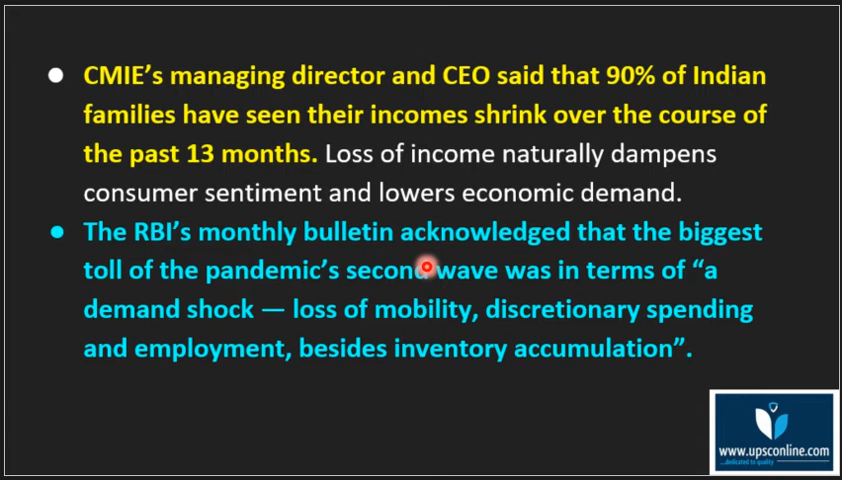 CMIE's managing director and CEO said that 90% of Indian
families have seen their incomes shrink over the course of
the past 13 months. Loss of income naturally dampens
consumer sentiment and lowers economic demand.
The RBI's monthly bulletin acknowledged that the biggest
toll of the pandemic's second wave was in terms of “a
demand shock — loss of mobility, discretionary spending
and employment, besides inventory accumulation”.
www.upsconline.com
...dedicated to quality